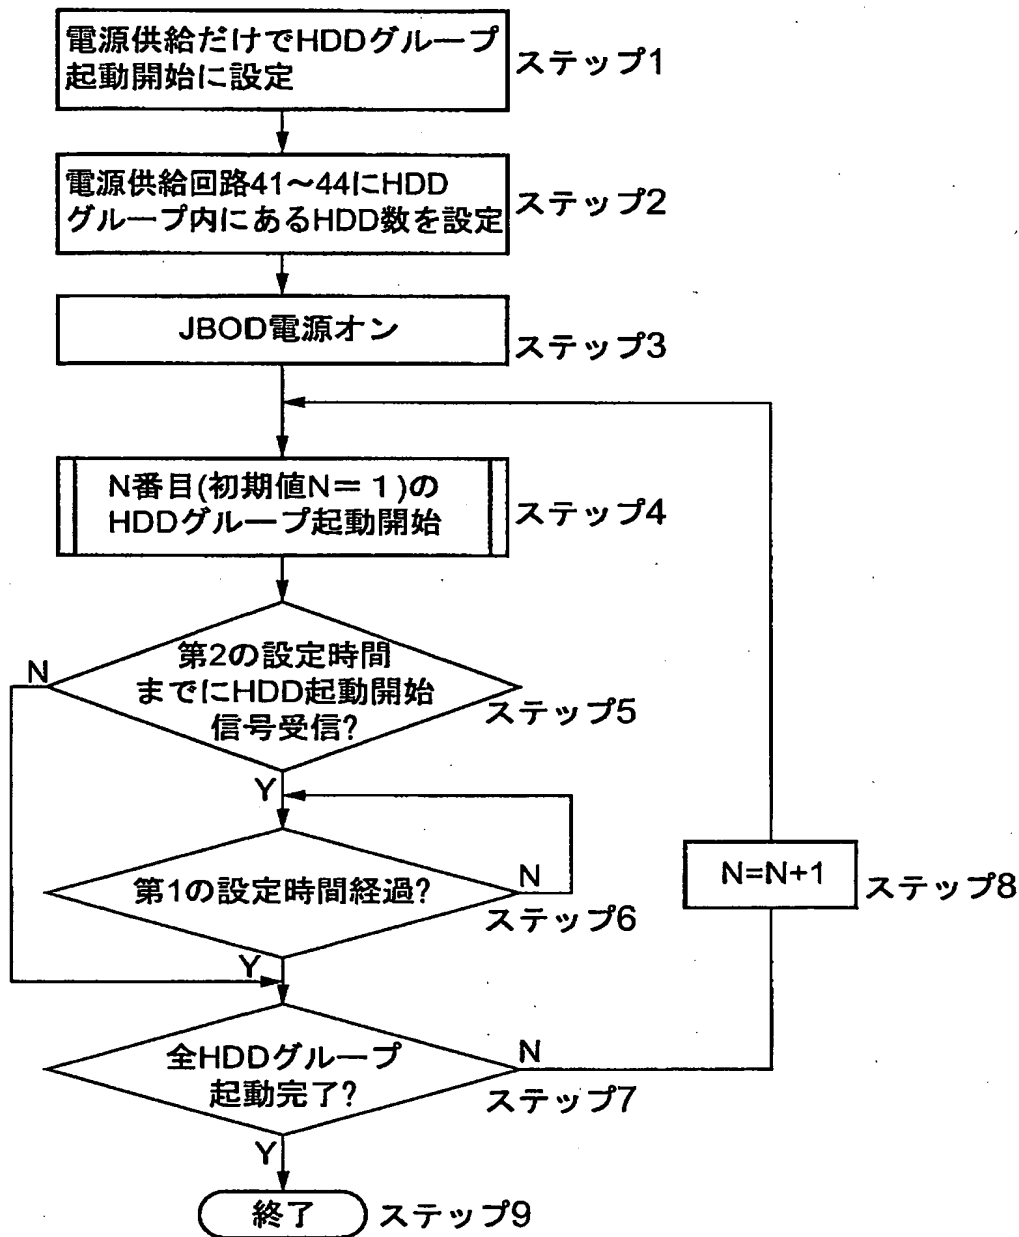 電源供給だけでHDDグループ
起動開始に設定
ステップ1
電源供給回路41〜44にHDD
グループ内にあるHDD数を設定
ステップ2
JBOD電源オン
ステップ3
N番目(初期値N=1)の
HDDグループ起動開始
ステップ4
第2の設定時間
までにHDD起動開始
信号受信?
N
ステップ5
Y
第1の設定時間経過?
N
ステップ6
N=N+1
ステップ8
Y
全HDDグループ
起動完了?
N
ステップ7
Y
終了
ステップ9